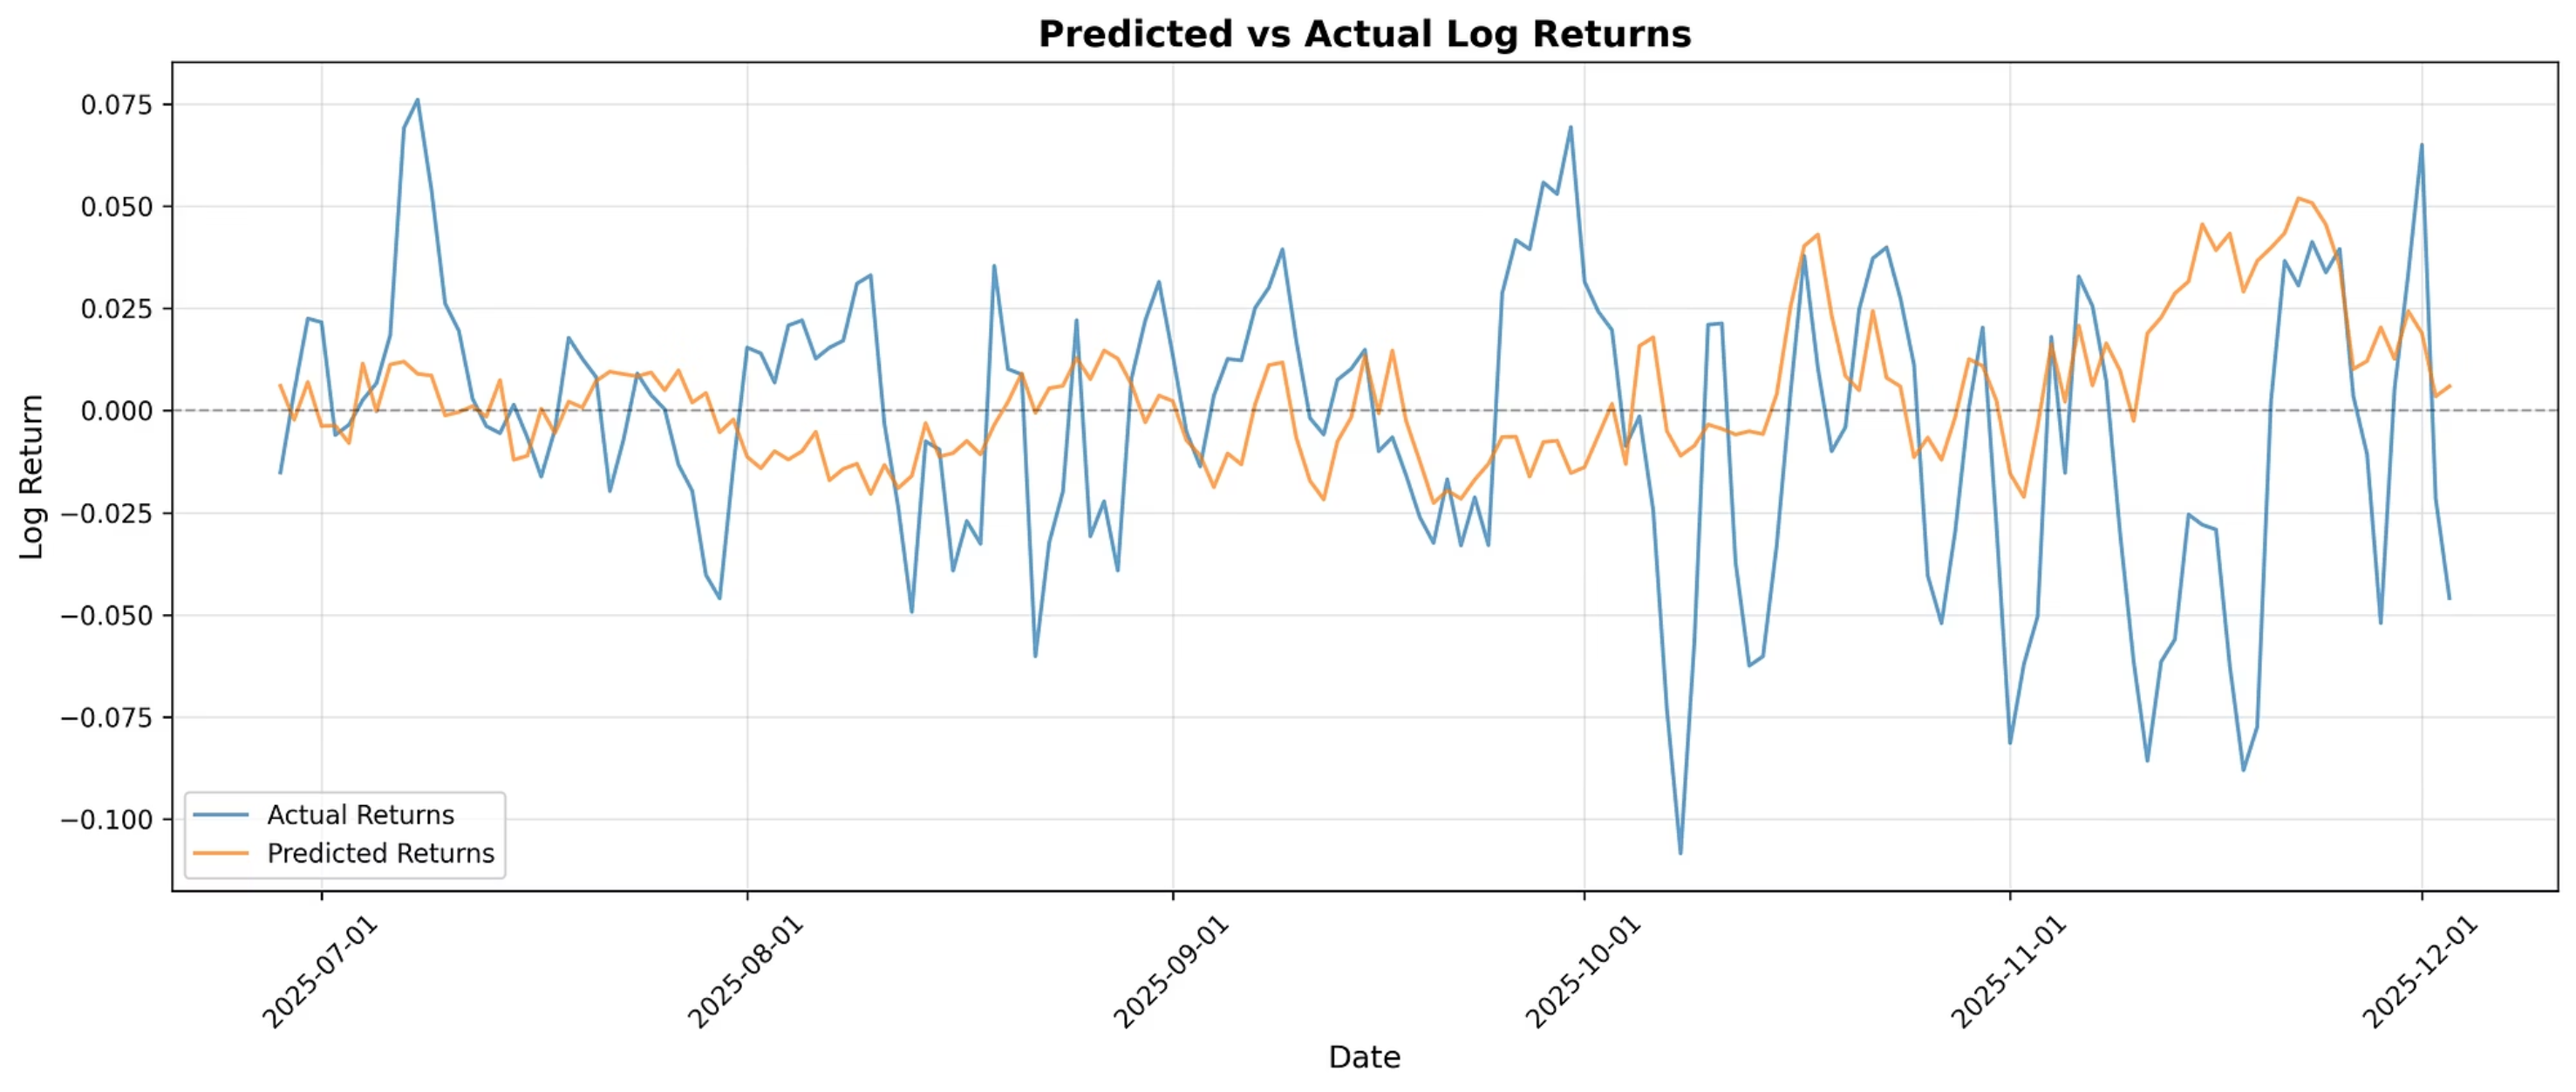 Predicted vs Actual Log Returns
Log Return
0.075
0.050
0.025
0.000
−0.025
−0.050
−0.075
−0.100
Actual Returns
Predicted Returns
2025-07-01
2025-08-01
2025-09-01
2025-10-01
2025-11-01
2025-12-01
Date